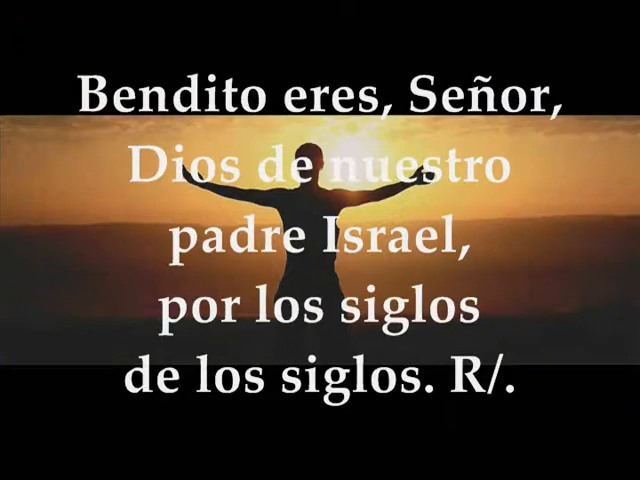 Bendito eres, Señor,
Dios de nuestro
padre Israel,
por los siglos
de los siglos. R/.